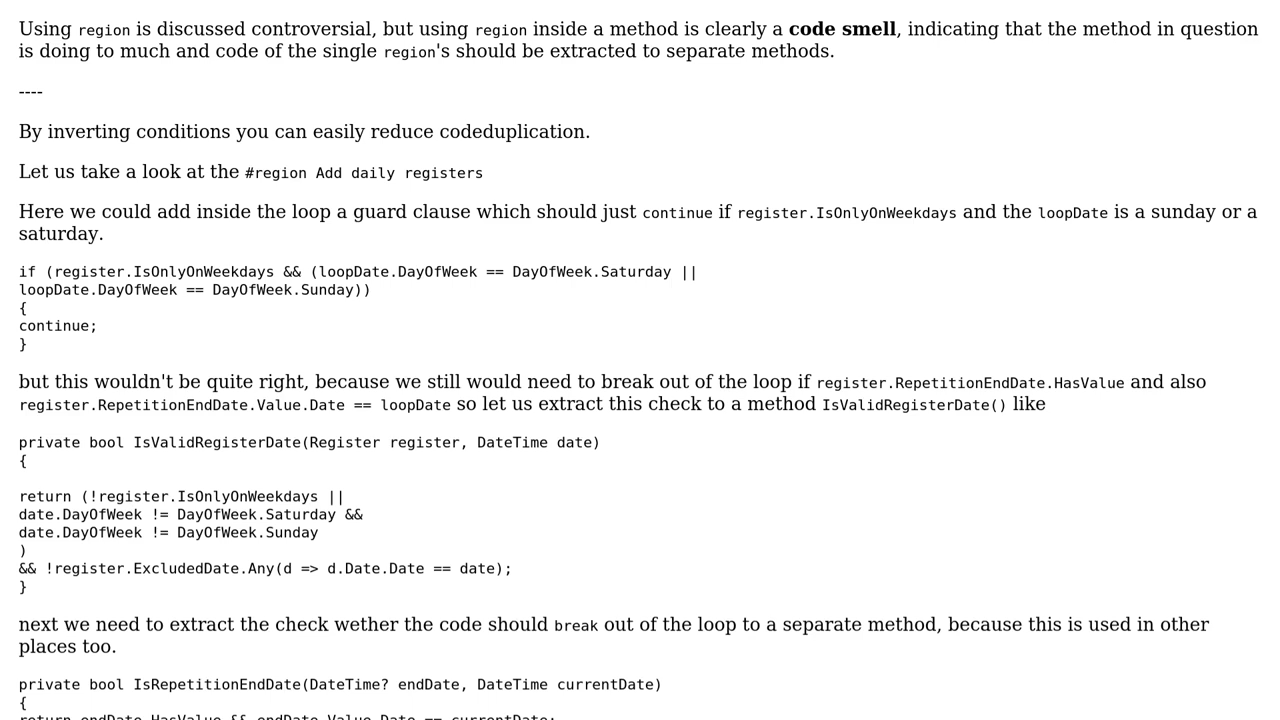 Using region is discussed controversial, but using region inside a method is clearly a code smell, indicating that the method in question
is doing to much and code of the single region's should be extracted to separate methods.
----
By inverting conditions you can easily reduce codeduplication.
Let us take a look at the #region Add daily registers
Here we could add inside the loop a guard clause which should just continue if register.IsOnlyOnWeekdays and the loopDate is a sunday or a
saturday.
if (register.IsOnlyOnWeekdays && (loopDate.DayOfWeek == DayOfWeek.Saturday ||
loopDate.DayOfWeek == DayOfWeek.Sunday))
{
continue;
}
but this wouldn't be quite right, because we still would need to break out of the loop if register.RepetitionEndDate.HasValue and also
register.RepetitionEndDate.Value.Date == loopDate so let us extract this check to a method IsValidRegisterDate() like
private bool IsValidRegisterDate(Register register, DateTime date)
{
return (!register.IsOnlyOnWeekdays ||
date.DayOfWeek != DayOfWeek.Saturday &&
date.DayOfWeek != DayOfWeek.Sunday
)
&& !register.ExcludedDate.Any(d => d.Date.Date == date);
}
next we need to extract the check wether the code should break out of the loop to a separate method, because this is used in other
places too.
private bool IsRepetitionEndDate(DateTime? endDate, DateTime currentDate)
{
return endDate.HasValue && endDate.Value.Date == currentDate;